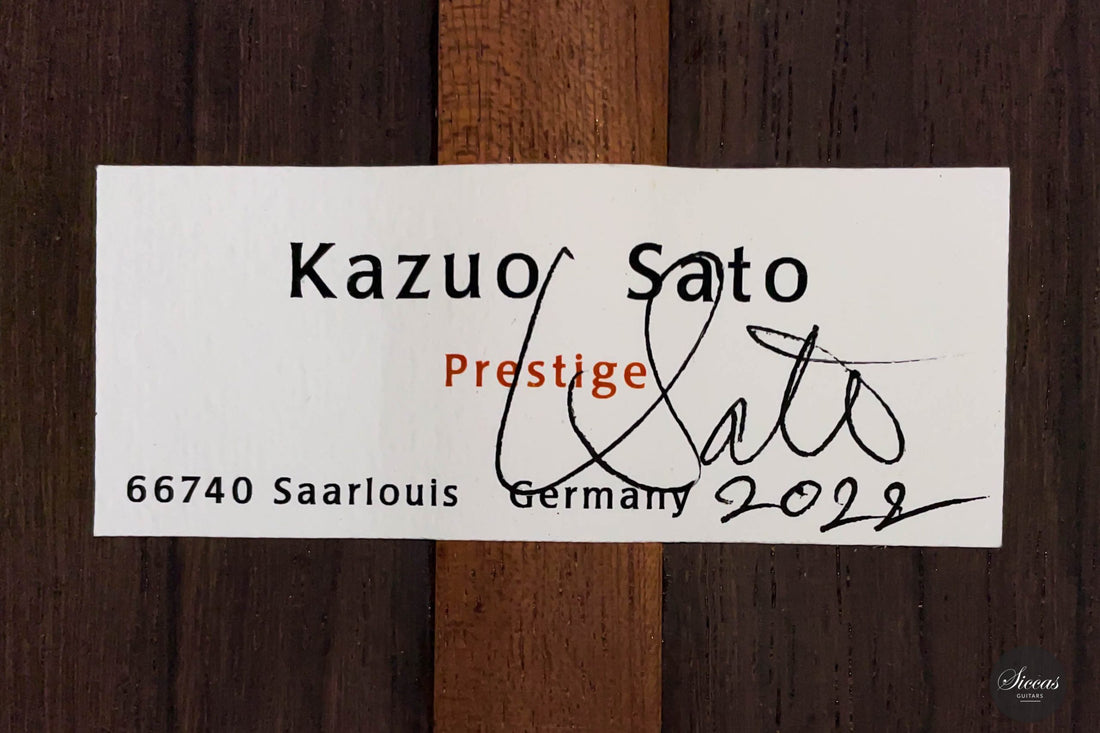 Kazuo Sato
Prestige
Sato
66740 Saarlouis Germany 2022
Siccas
GUITARS